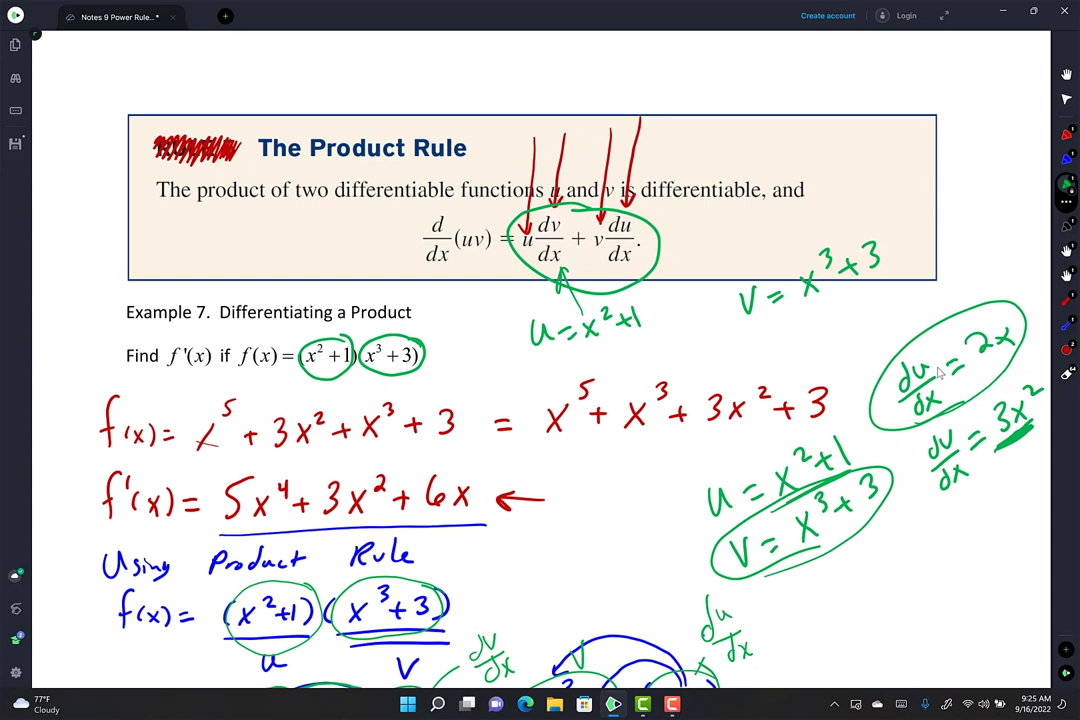 Notes 9 Power Rule...*
Create account
Login
The Product Rule
The product of two differentiable functions u and v is differentiable, and
d/dx (uv) = u dv/dx + v du/dx.
v = x³ + 3
Example 7. Differentiating a Product
u = x² + 1
Find f '(x) if f(x) = (x² + 1)(x³ + 3)
du/dx = 2x
f(x) = x⁵ + 3x² + x³ + 3 = x⁵ + x³ + 3x² + 3
dv/dx = 3x²
u = x² + 1
f'(x) = 5x⁴ + 3x² + 6x ←
v = x³ + 3
Using Product Rule
f(x) = (x² + 1)(x³ + 3)
u v
dv/dx
v
du/dx
77°F
Cloudy
9:25 AM
9/16/2022